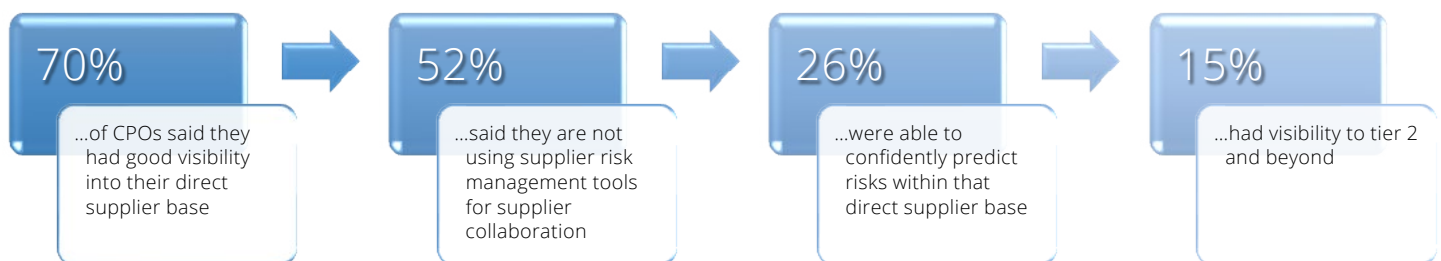 70%
...of CPOs said they
had good visibility
into their direct
supplier base
52%
...said they are not
using supplier risk
management tools
for supplier
collaboration
26%
...were able to
confidently predict
risks within that
direct supplier base
15%
...had visibility to tier 2
and beyond